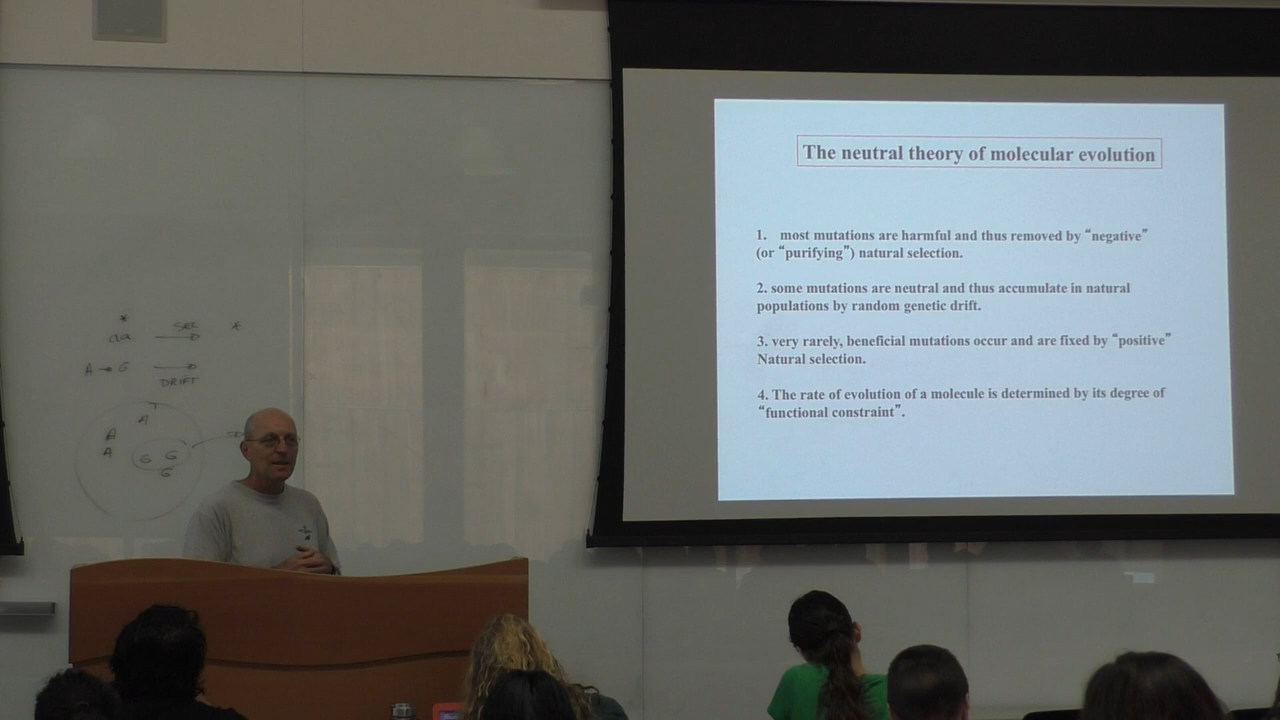 The neutral theory of molecular evolution
1. most mutations are harmful and thus removed by “negative”
(or “purifying”) natural selection.
2. some mutations are neutral and thus accumulate in natural
populations by random genetic drift.
3. very rarely, beneficial mutations occur and are fixed by “positive”
Natural selection.
4. The rate of evolution of a molecule is determined by its degree of
“functional constraint”.
* SEL *
aa →
A → G →
DRIFT
A
A
A G G
G